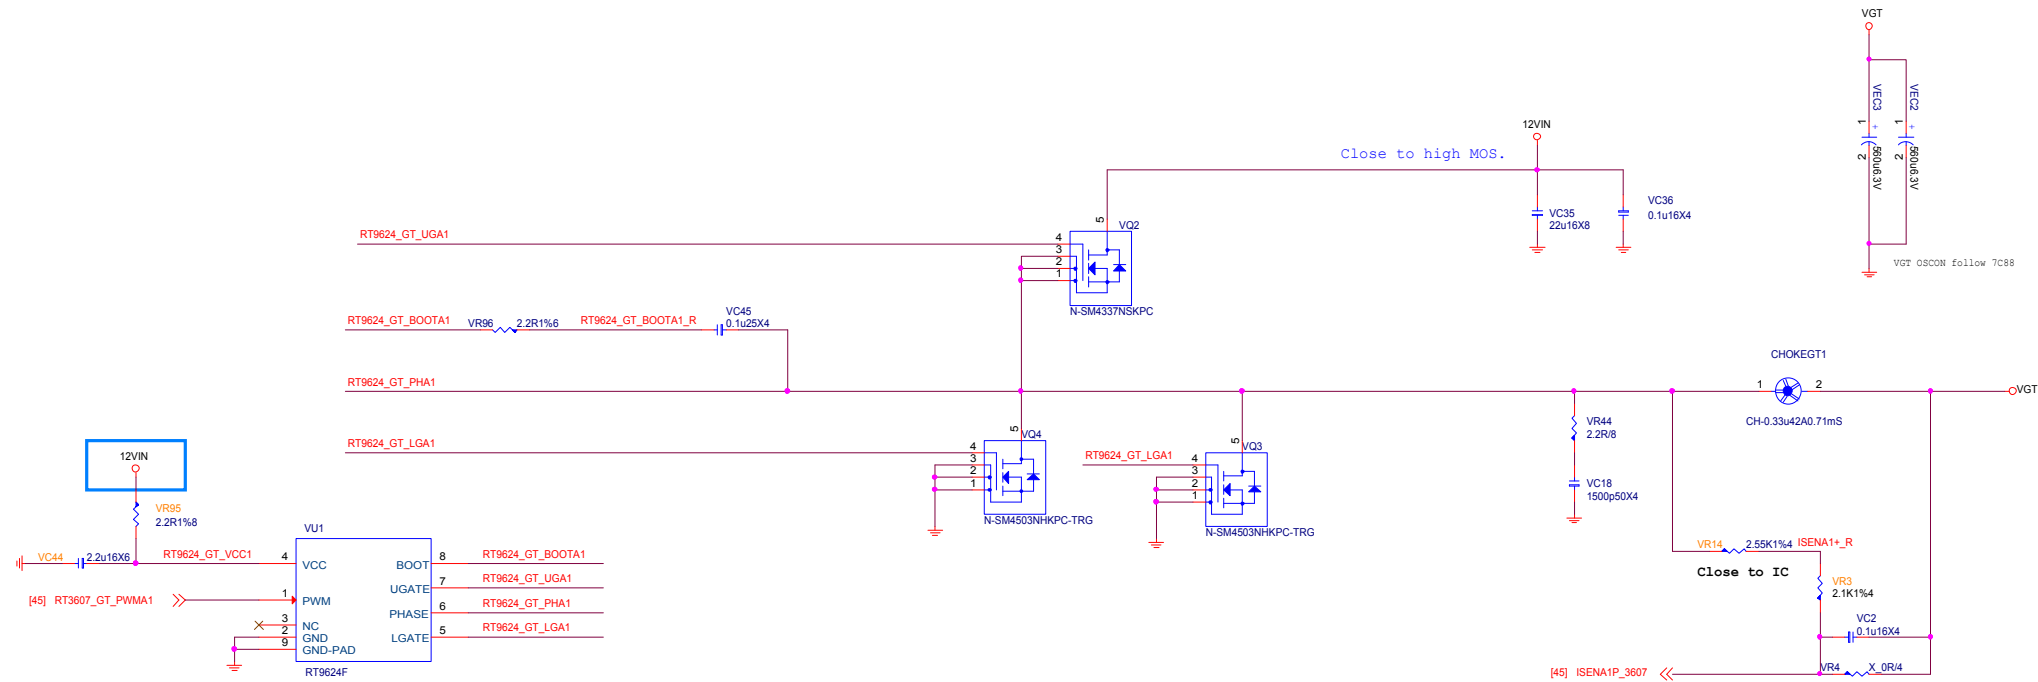 VGT
VEC3
VEC2
1
+
1
+
2
2
560u6.3V
560u6.3V
VGT OSCON follow 7C88
12VIN
Close to high MOS.
VC35
22u16X8
VC36
0.1u16X4
RT9624_GT_UGA1
5
VQ2
4
3
2
1
N-SM4337NSKPC
RT9624_GT_BOOTA1
VR96
2.2R1%6
RT9624_GT_BOOTA1_R
VC45
0.1u25X4
RT9624_GT_PHA1
CHOKEGT1
1
2
VGT
CH-0.33u42A0.71mS
RT9624_GT_LGA1
5
VQ4
4
3
2
1
N-SM4503NHKPC-TRG
RT9624_GT_LGA1
5
VQ3
4
3
2
1
N-SM4503NHKPC-TRG
VR44
2.2R/8
VC18
1500p50X4
12VIN
VR95
2.2R1%8
VC44
2.2u16X6
RT9624_GT_VCC1
[45] RT3607_GT_PWMA1
VU1
4
VCC
1
PWM
3
NC
2
GND
9
GND-PAD
BOOT
8
RT9624_GT_BOOTA1
UGATE
7
RT9624_GT_UGA1
PHASE
6
RT9624_GT_PHA1
LGATE
5
RT9624_GT_LGA1
RT9624F
VR14
2.55K1%4
ISENA1+_R
Close to IC
VR3
2.1K1%4
VC2
0.1u16X4
[45] ISENA1P_3607
VR4
X_0R/4